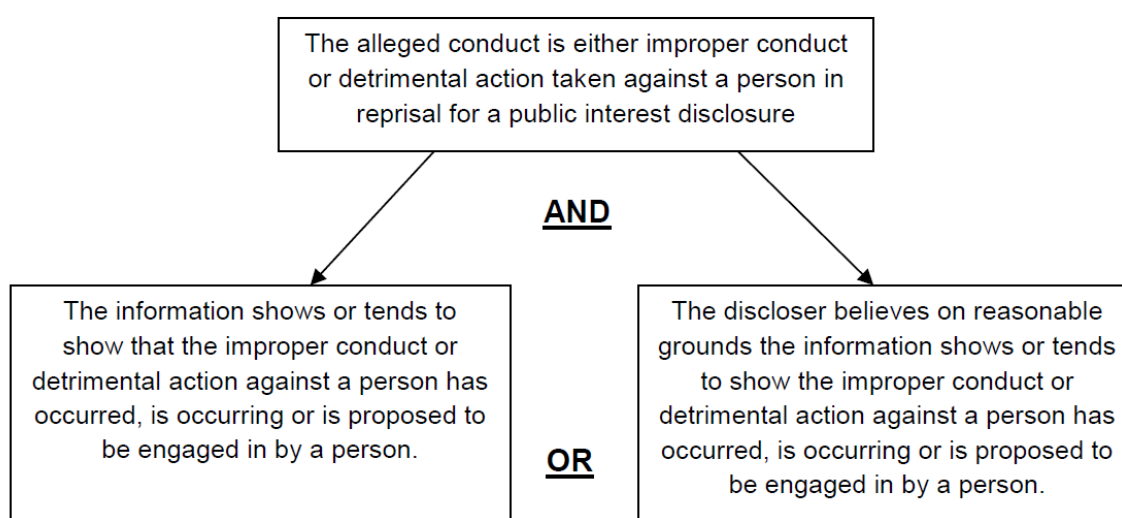 The alleged conduct is either improper conduct
or detrimental action taken against a person in
reprisal for a public interest disclosure
AND
The information shows or tends to
show that the improper conduct or
detrimental action against a person has
occurred, is occurring or is proposed to
be engaged in by a person.
OR
The discloser believes on reasonable
grounds the information shows or tends
to show the improper conduct or
detrimental action against a person has
occurred, is occurring or is proposed to
be engaged in by a person.